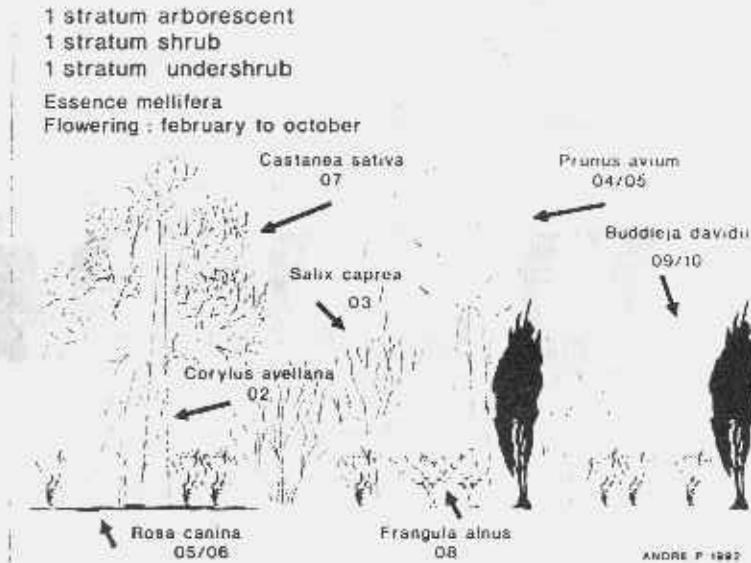 1 stratum arborescent
1 stratum shrub
1 stratum undershrub
Essence mellifera
Flowering : february to october
Castanea sativa
07
Prunus avium
04/05
Buddleja davidii
09/10
Salix caprea
03
Corylus avellana
02
Rosa canina
05/06
Frangula alnus
08
ANDRE P 1992